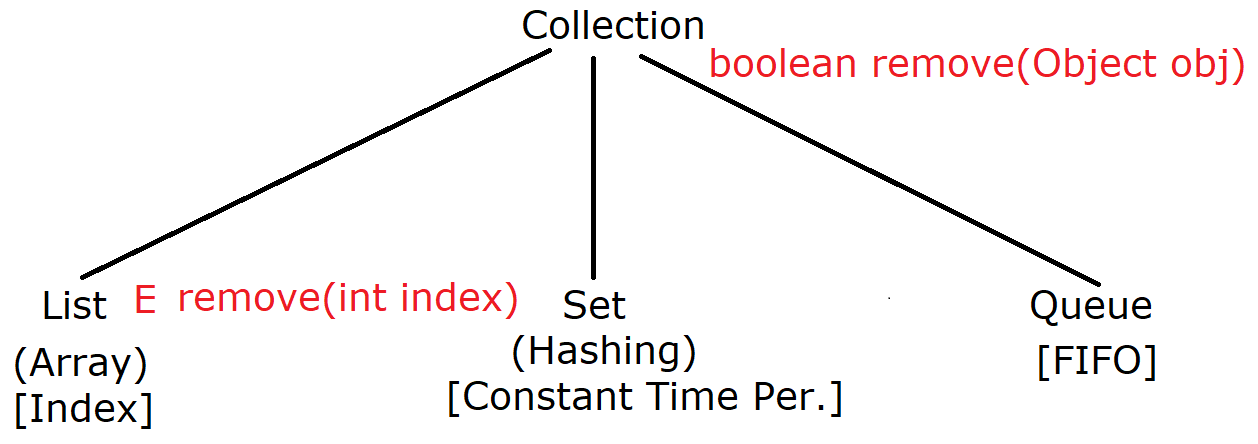 Collection
boolean remove(Object obj)
List E remove(int index) Set Queue
(Array) (Hashing) [FIFO]
[Index] [Constant Time Per.]